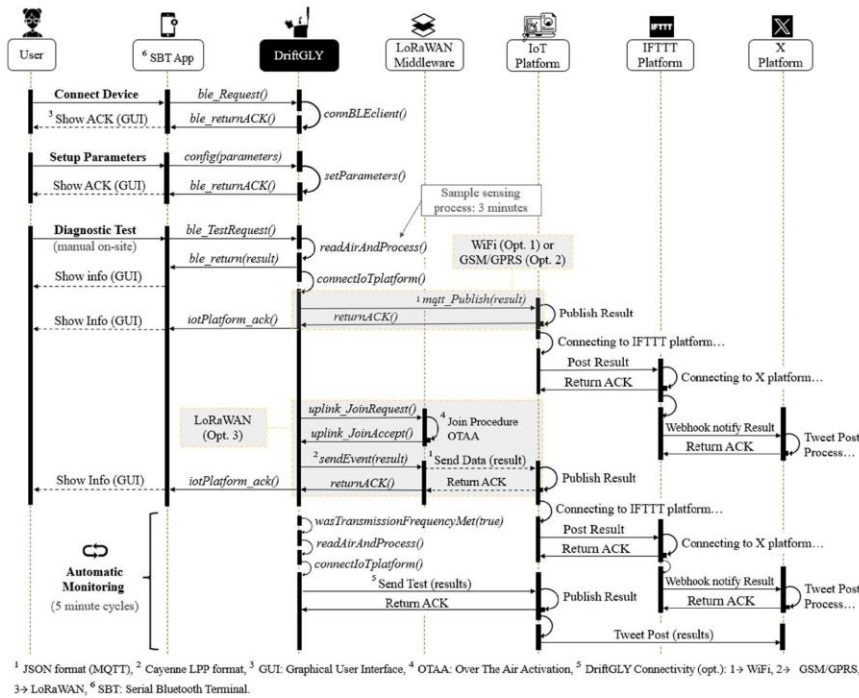 IFTTT
X
User
⁶ SBT App
DriftGLY
LoRaWAN
Middleware
IoT
Platform
IFTTT
Platform
X
Platform
Connect Device
ble_Request()
connBLEclient()
³ Show ACK (GUI)
ble_returnACK()
Setup Parameters
config(parameters)
setParameters()
Show ACK (GUI)
ble_returnACK()
Sample sensing
process: 3 minutes
Diagnostic Test
(manual on-site)
ble_TestRequest()
readAirAndProcess()
WiFi (Opt. 1) or
GSM/GPRS (Opt. 2)
ble_return(result)
Show info (GUI)
connectIoTplatform()
¹ mqtt_Publish(result)
Publish Result
Show Info (GUI)
iotPlatform_ack()
returnACK()
Connecting to IFTTT platform…
Post Result
Return ACK
Connecting to X platform…
LoRaWAN
(Opt. 3)
uplink_JoinRequest()
⁴ Join Procedure
OTAA
uplink_JoinAccept()
Webhook notify Result
Return ACK
Tweet Post
Process…
² sendEvent(result)
¹ Send Data (result)
Publish Result
Show Info (GUI)
iotPlatform_ack()
returnACK()
Return ACK
Connecting to IFTTT platform…
wasTransmissionFrequencyMet(true)
Post Result
Return ACK
Connecting to X platform…
readAirAndProcess()
connectIoTplatform()
Automatic
Monitoring
(5 minute cycles)
⁵ Send Test (results)
Return ACK
Publish Result
Webhook notify Result
Return ACK
Tweet Post
Process…
Tweet Post (results)
¹ JSON format (MQTT), ² Cayenne LPP format, ³ GUI: Graphical User Interface, ⁴ OTAA: Over The Air Activation, ⁵ DriftGLY Connectivity (opt.): 1→ WiFi, 2→ GSM/GPRS,
3→ LoRaWAN, ⁶ SBT: Serial Bluetooth Terminal.